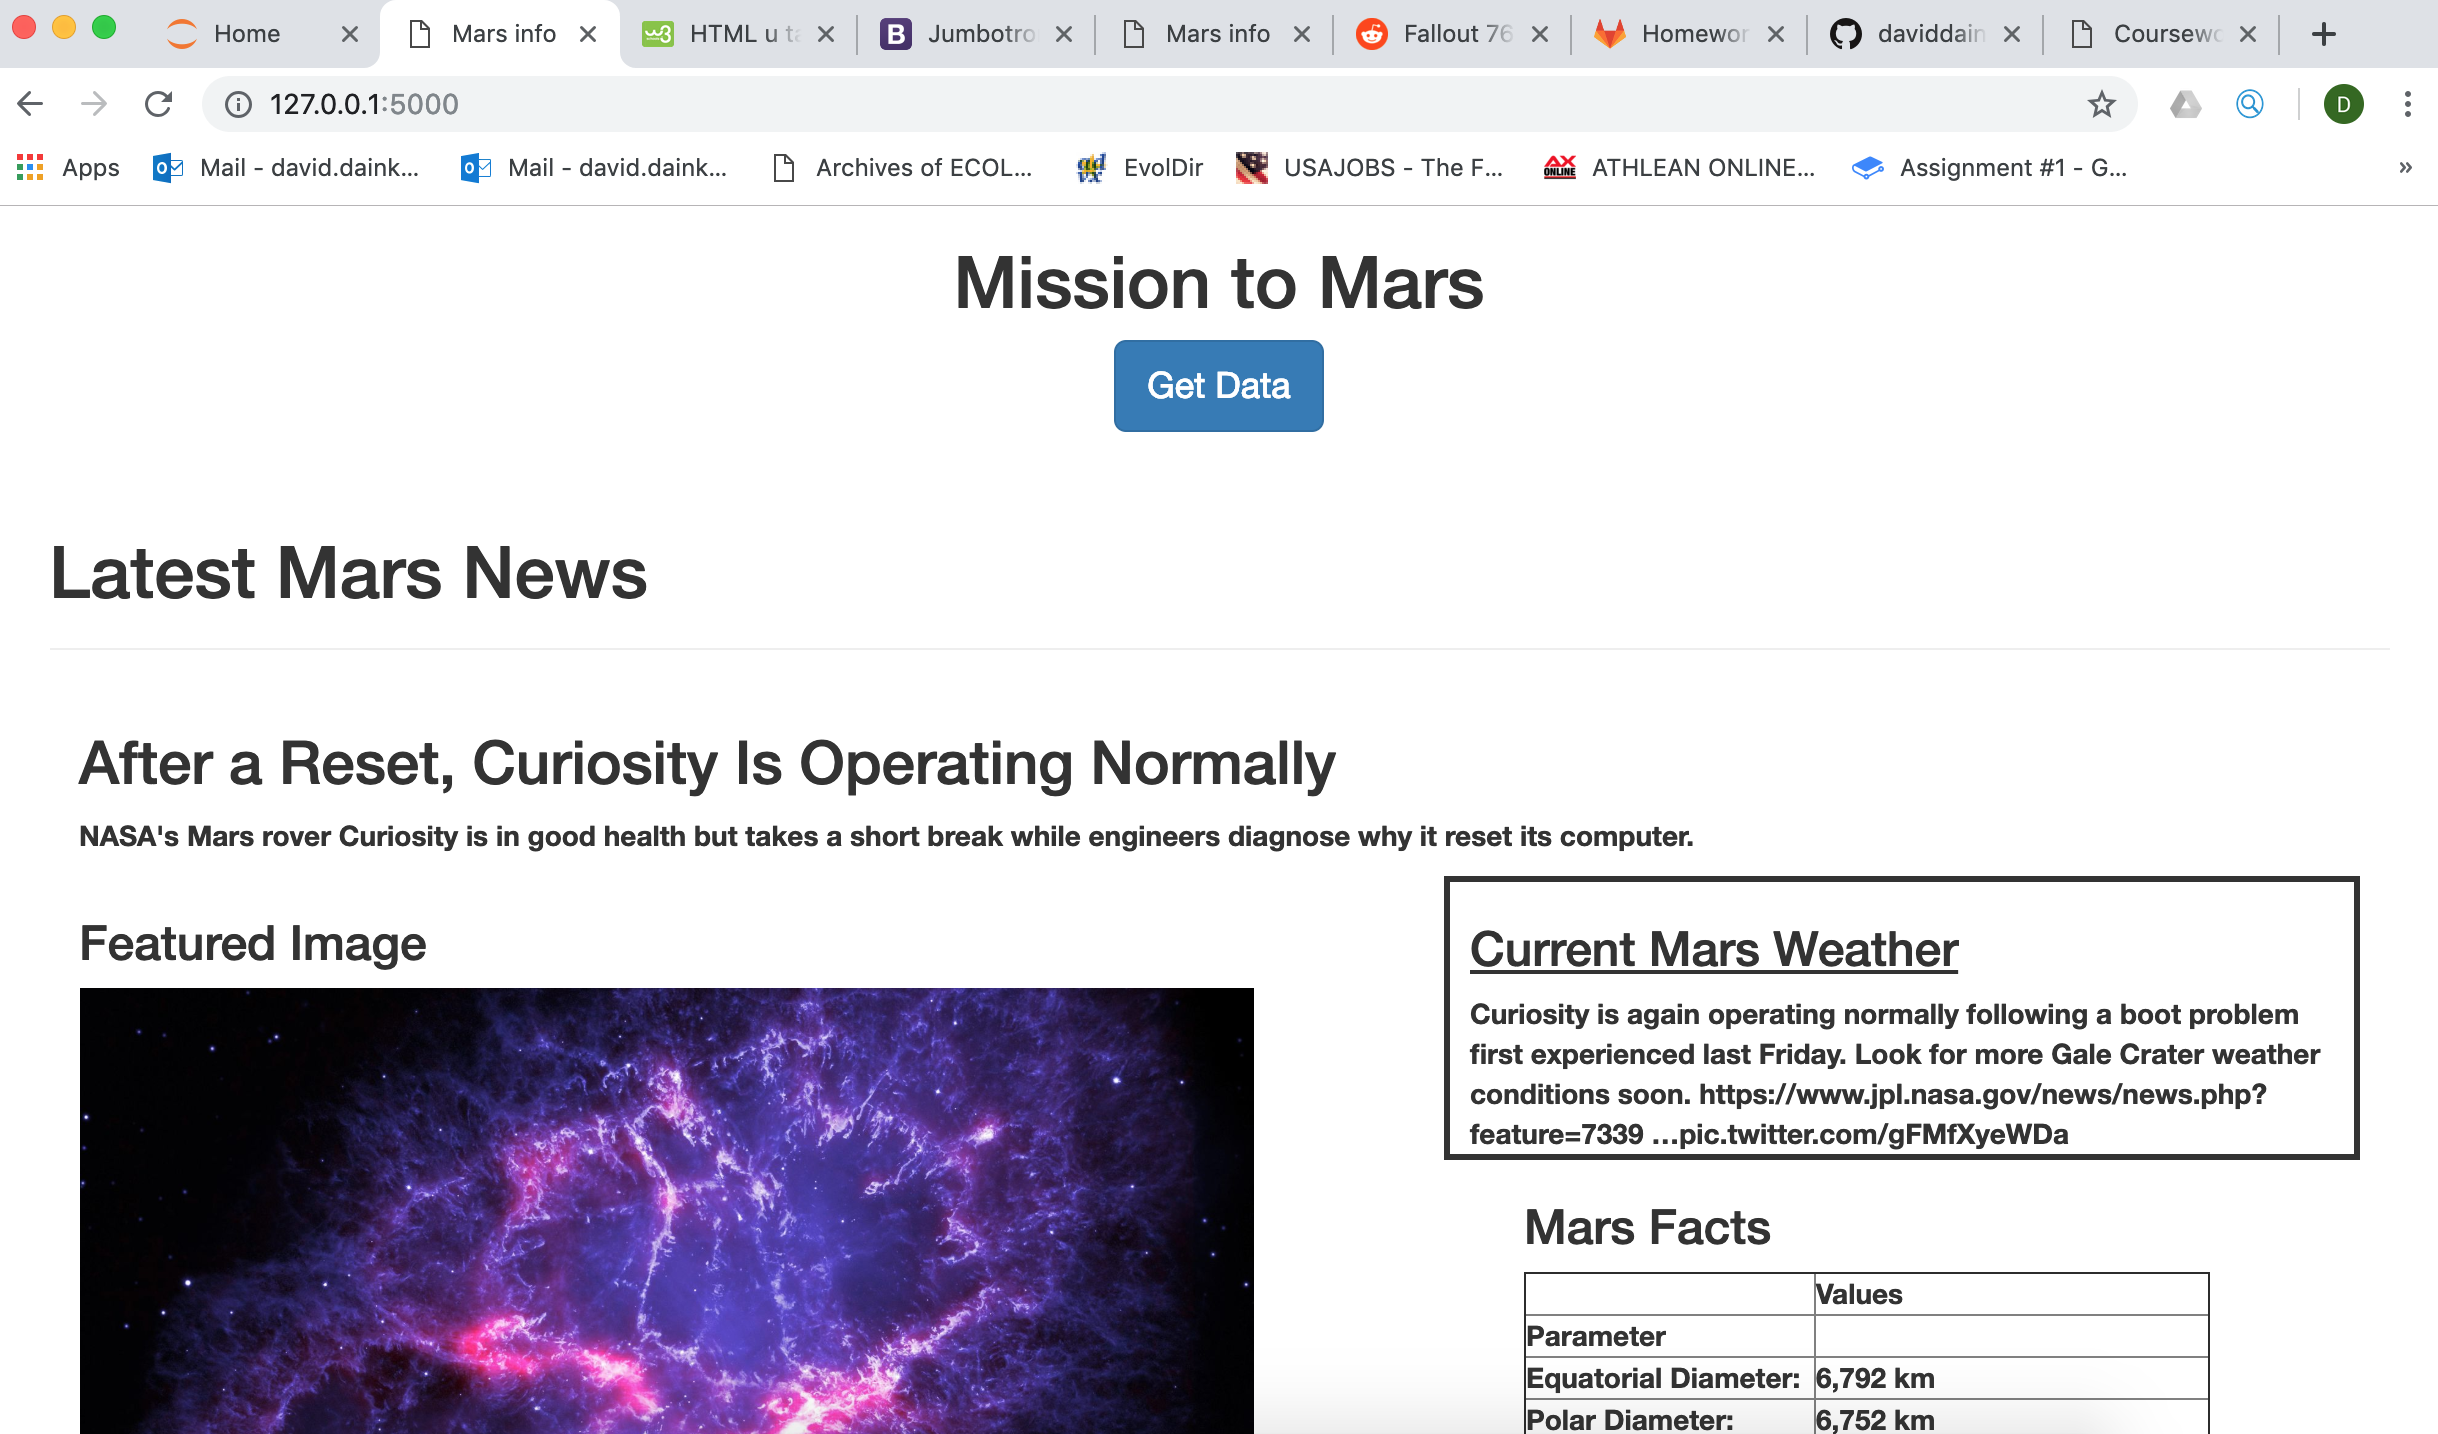 Home
Mars info
HTML u ta
Jumbotro
Mars info
Fallout 76
Homewor
daviddain
Coursewo
127.0.0.1:5000
D
Apps
Mail - david.daink...
Mail - david.daink...
Archives of ECOL...
EvolDir
USAJOBS - The F...
AX ONLINE
ATHLEAN ONLINE...
Assignment #1 - G...
»
Mission to Mars
Get Data
Latest Mars News
After a Reset, Curiosity Is Operating Normally
NASA's Mars rover Curiosity is in good health but takes a short break while engineers diagnose why it reset its computer.
Featured Image
Current Mars Weather
Curiosity is again operating normally following a boot problem
first experienced last Friday. Look for more Gale Crater weather
conditions soon. https://www.jpl.nasa.gov/news/news.php?
feature=7339 ...pic.twitter.com/gFMfXyeWDa
Mars Facts
Values
Parameter
Equatorial Diameter: 6,792 km
Polar Diameter: 6,752 km